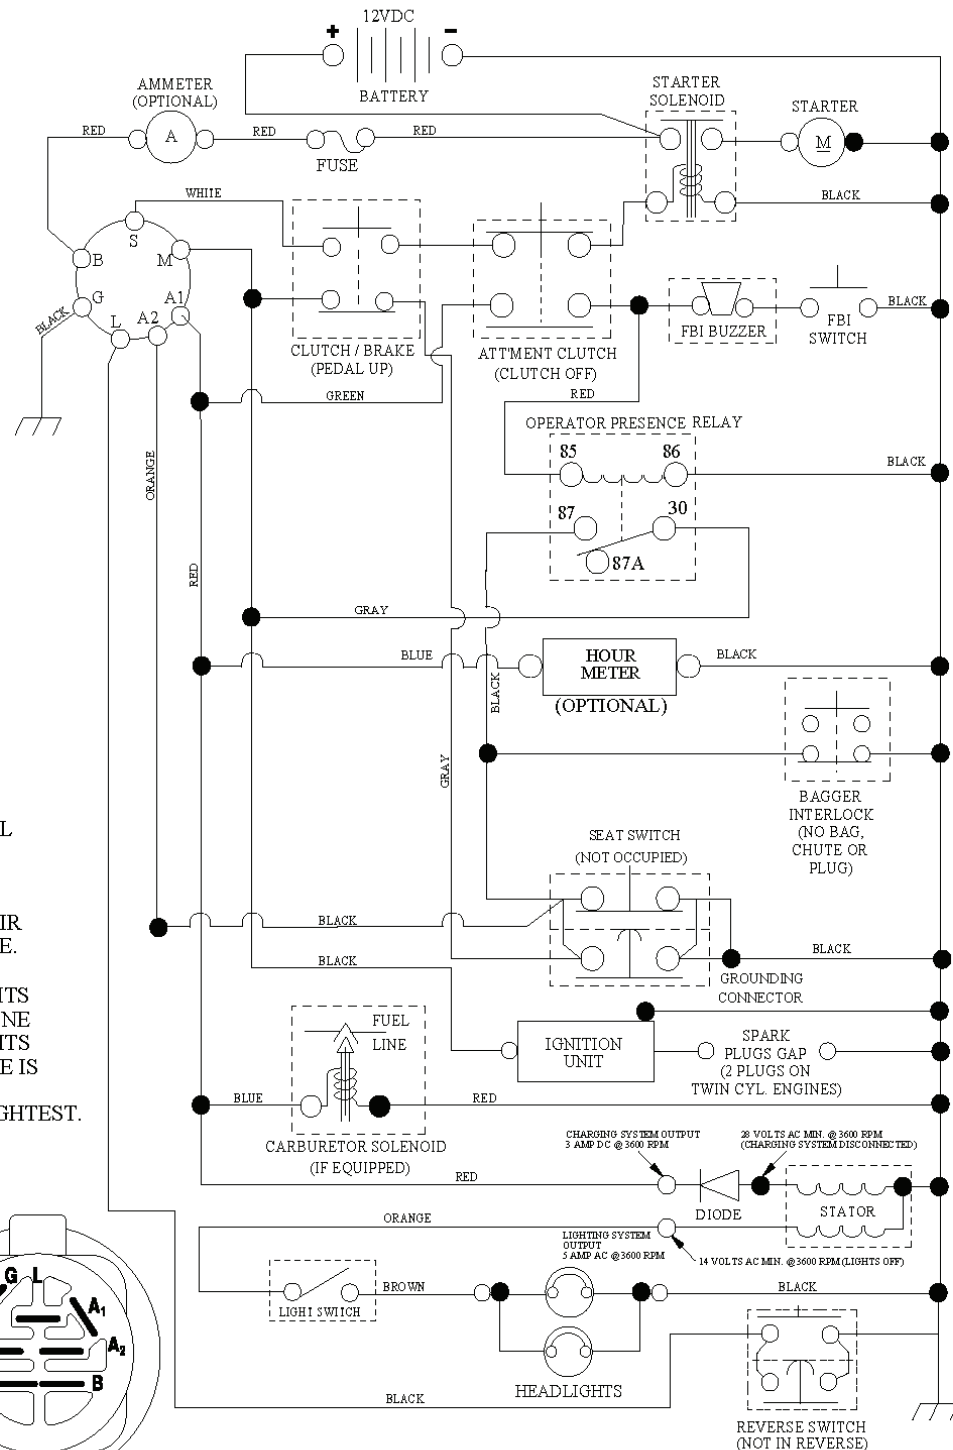 12VDC
+
-
BATTERY
AMMETER
(OPTIONAL)
RED
A
RED
FUSE
RED
STARTER
SOLENOID
STARTER
M
BLACK
WHITE
S
B
M
G
A1
L
A2
BLACK
CLUTCH / BRAKE
(PEDAL UP)
ATTMENT CLUTCH
(CLUTCH OFF)
FBI BUZZER
FBI
SWITCH
BLACK
GREEN
RED
OPERATOR PRESENCE RELAY
85
86
BLACK
87
30
87A
ORANGE
RED
GRAY
BLUE
HOUR
METER
(OPTIONAL)
BLACK
BLACK
GRAY
BAGGER
INTERLOCK
(NO BAG,
CHUTE OR
PLUG)
L
IR
E.
ITS
NE
ITS
E IS
GHTEST.
SEAT SWITCH
(NOT OCCUPIED)
BLACK
BLACK
BLACK
GROUNDING
CONNECTOR
FUEL
LINE
IGNITION
UNIT
SPARK
PLUGS GAP
(2 PLUGS ON
TWIN CYL. ENGINES)
BLUE
RED
CARBURETOR SOLENOID
(IF EQUIPPED)
CHARGING SYSTEM OUTPUT
3 AMP DC @ 3600 RPM
28 VOLTS AC MIN. @ 3600 RPM
(CHARGING SYSTEM DISCONNECTED)
RED
DIODE
STATOR
ORANGE
LIGHTING SYSTEM
OUTPUT
5 AMP AC @3600 RPM
14 VOLTS AC MIN. @3600 RPM (LIGHTS OFF)
LIGHT SWITCH
BROWN
BLACK
HEADLIGHTS
BLACK
REVERSE SWITCH
(NOT IN REVERSE)
G
L
A1
A2
B